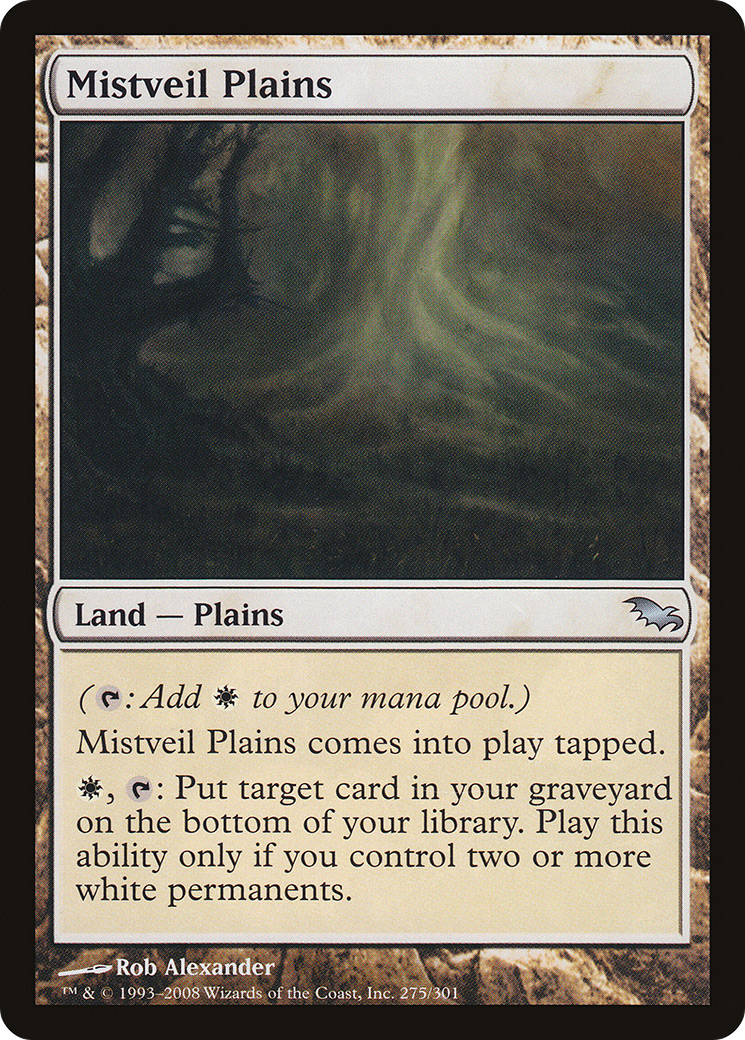 Mistveil Plains
Land — Plains
( : Add to your mana pool.)
Mistveil Plains comes into play tapped.
, : Put target card in your graveyard
on the bottom of your library. Play this
ability only if you control two or more
white permanents.
Rob Alexander
™ & © 1993–2008 Wizards of the Coast, Inc. 275/301